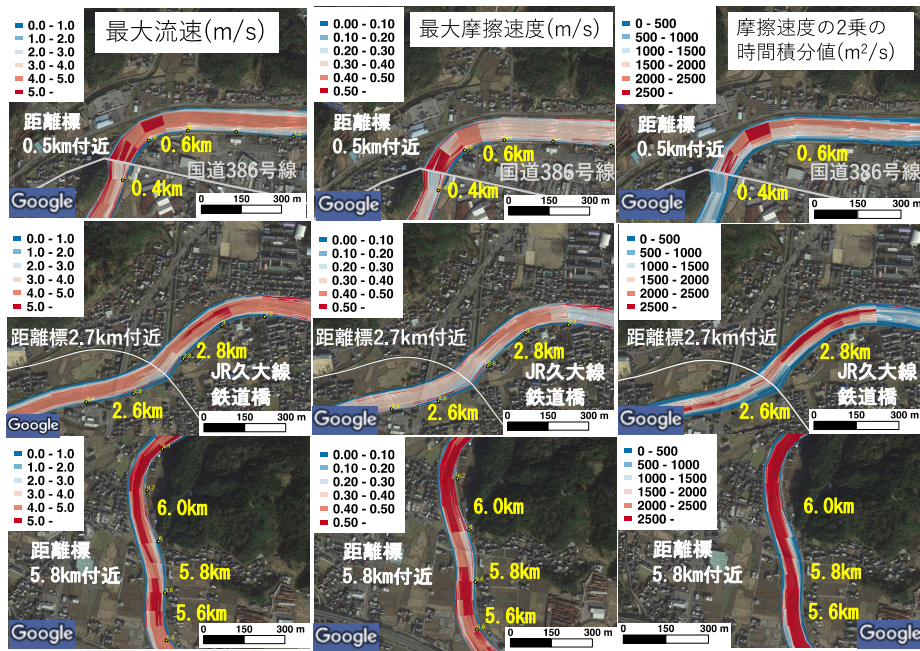 最大流速(m/s)
0.0 - 1.0
1.0 - 2.0
2.0 - 3.0
3.0 - 4.0
4.0 - 5.0
5.0 -
距離標
0.5km付近
0.6km
国道386号線
0.4km
Google
0 150 300 m
最大摩擦速度(m/s)
0.00 - 0.10
0.10 - 0.20
0.20 - 0.30
0.30 - 0.40
0.40 - 0.50
0.50 -
距離標
0.5km付近
0.6km
国道386号線
0.4km
Google
0 150 300 m
摩擦速度の2乗の
時間積分値(m²/s)
0 - 500
500 - 1000
1000 - 1500
1500 - 2000
2000 - 2500
2500 -
距離標
0.5km付近
0.6km
国道386号線
0.4km
Google
0 150 300 m
0.0 - 1.0
1.0 - 2.0
2.0 - 3.0
3.0 - 4.0
4.0 - 5.0
5.0 -
距離標2.7km付近
2.8km
JR久大線
鉄道橋
2.6km
Google
0 150 300 m
0.00 - 0.10
0.10 - 0.20
0.20 - 0.30
0.30 - 0.40
0.40 - 0.50
0.50 -
距離標2.7km付近
2.8km
JR久大線
鉄道橋
2.6km
Google
0 150 300 m
0 - 500
500 - 1000
1000 - 1500
1500 - 2000
2000 - 2500
2500 -
距離標2.7km付近
2.8km
JR久大線
鉄道橋
2.6km
Google
0 150 300 m
0.0 - 1.0
1.0 - 2.0
2.0 - 3.0
3.0 - 4.0
4.0 - 5.0
5.0 -
6.0km
距離標
5.8km付近
5.8km
5.6km
Google
0 150 300 m
0.00 - 0.10
0.10 - 0.20
0.20 - 0.30
0.30 - 0.40
0.40 - 0.50
0.50 -
6.0km
距離標
5.8km付近
5.8km
5.6km
Google
0 150 300 m
0 - 500
500 - 1000
1000 - 1500
1500 - 2000
2000 - 2500
2500 -
6.0km
距離標
5.8km付近
5.8km
5.6km
0 150 300 m
Google